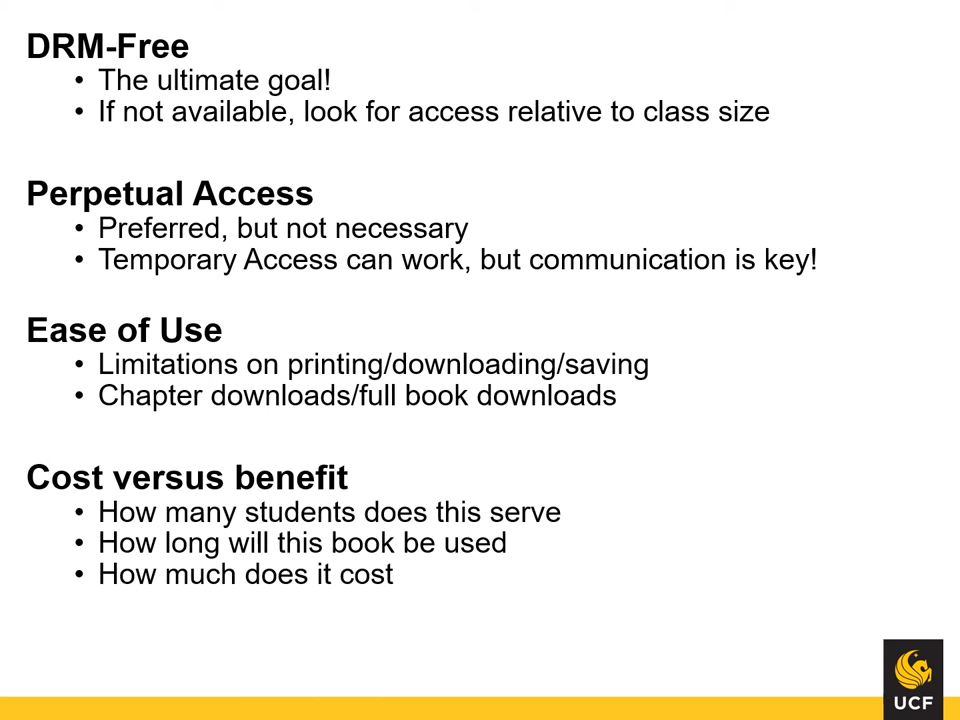 DRM-Free
• The ultimate goal!
• If not available, look for access relative to class size
Perpetual Access
• Preferred, but not necessary
• Temporary Access can work, but communication is key!
Ease of Use
• Limitations on printing/downloading/saving
• Chapter downloads/full book downloads
Cost versus benefit
• How many students does this serve
• How long will this book be used
• How much does it cost
UCF